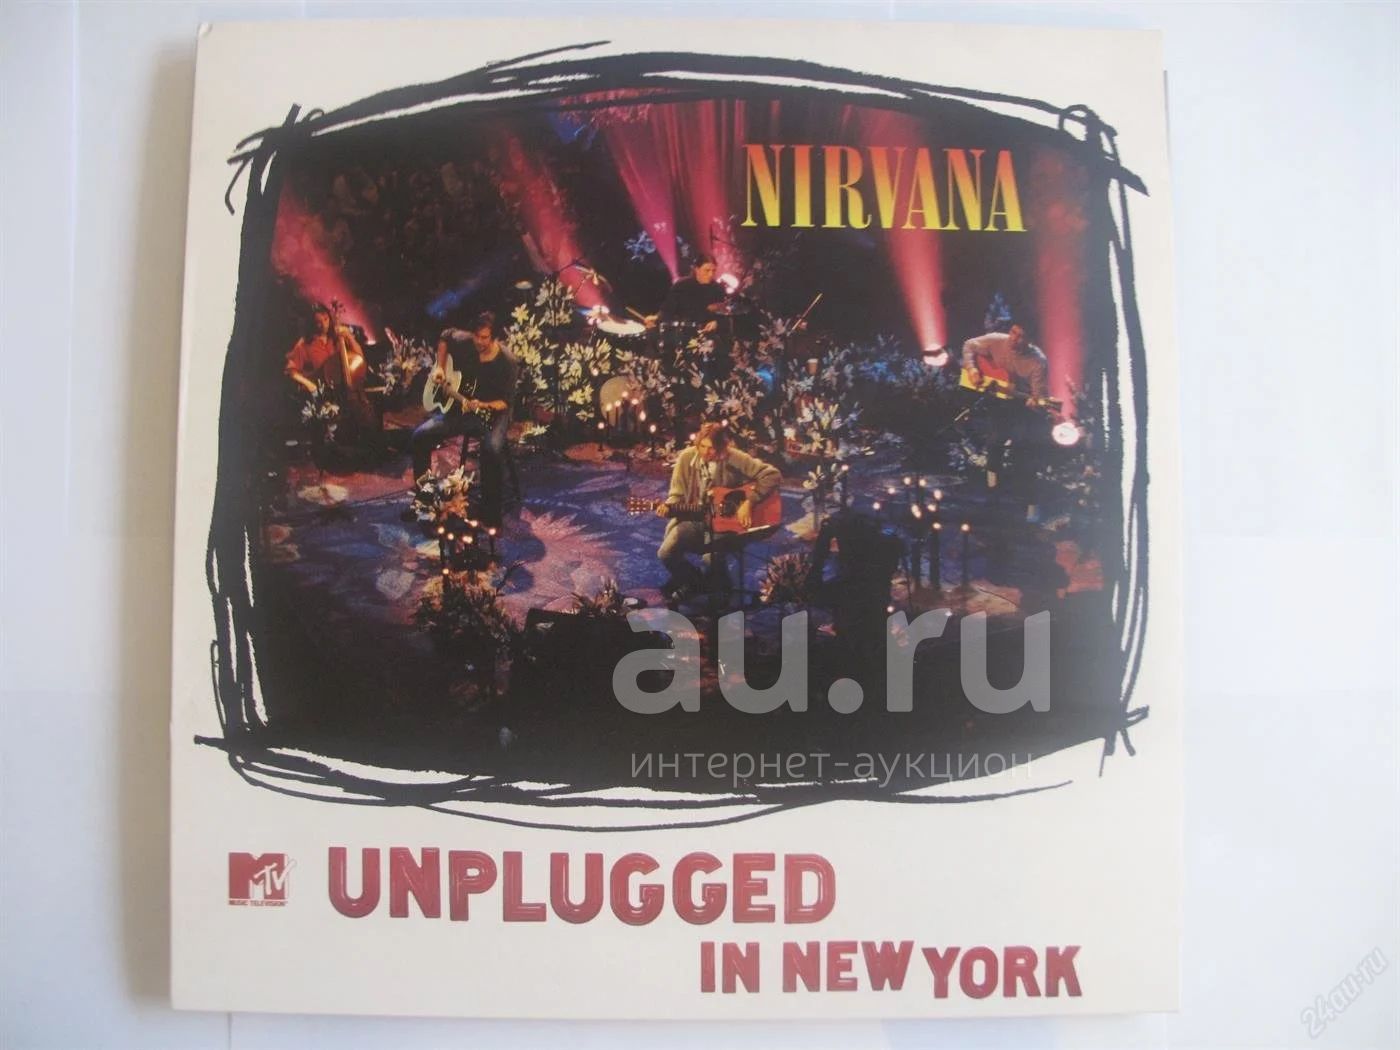 NIRVANA
au.ru
интернет-аукцион
MTV
MUSIC TELEVISION
UNPLUGGED
IN NEW YORK
24au.ru